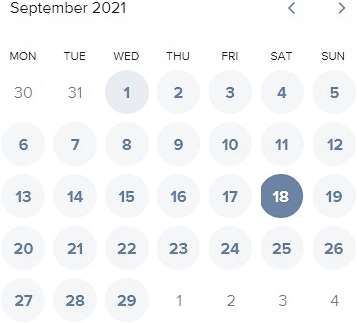 September 2021
MON TUE WED THU FRI SAT SUN
30 31 1 2 3 4 5
6 7 8 9 10 11 12
13 14 15 16 17 18 19
20 21 22 23 24 25 26
27 28 29 1 2 3 4